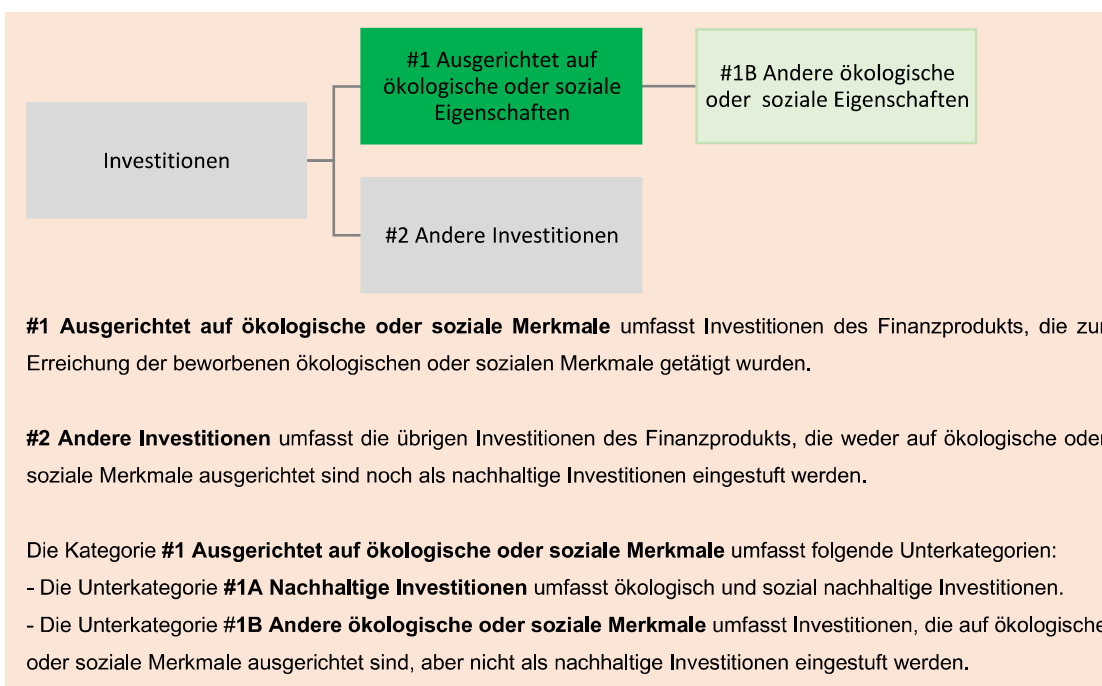 #1 Ausgerichtet auf
ökologische oder soziale
Eigenschaften
#1B Andere ökologische
oder soziale Eigenschaften
Investitionen
#2 Andere Investitionen
#1 Ausgerichtet auf ökologische oder soziale Merkmale umfasst Investitionen des Finanzprodukts, die zur
Erreichung der beworbenen ökologischen oder sozialen Merkmale getätigt wurden.
#2 Andere Investitionen umfasst die übrigen Investitionen des Finanzprodukts, die weder auf ökologische oder
soziale Merkmale ausgerichtet sind noch als nachhaltige Investitionen eingestuft werden.
Die Kategorie #1 Ausgerichtet auf ökologische oder soziale Merkmale umfasst folgende Unterkategorien:
- Die Unterkategorie #1A Nachhaltige Investitionen umfasst ökologisch und sozial nachhaltige Investitionen.
- Die Unterkategorie #1B Andere ökologische oder soziale Merkmale umfasst Investitionen, die auf ökologische
oder soziale Merkmale ausgerichtet sind, aber nicht als nachhaltige Investitionen eingestuft werden.